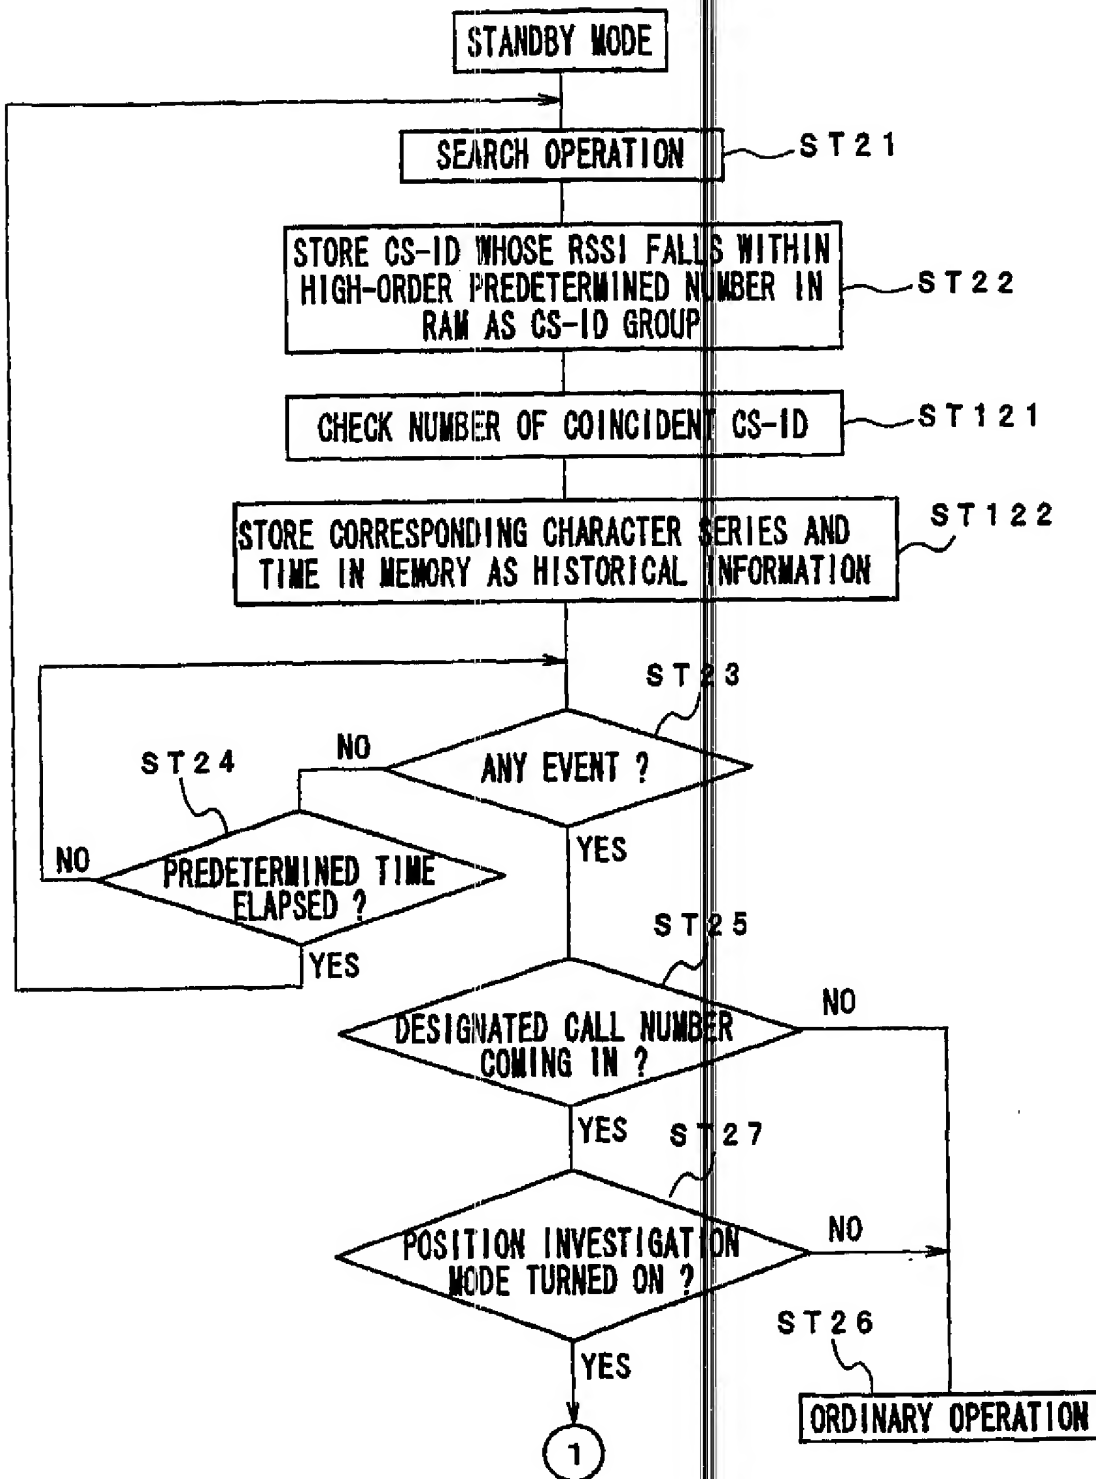 STANDBY MODE
SEARCH OPERATION
ST21
STORE CS-ID WHOSE RSSI FALLS WITHIN
HIGH-ORDER PREDETERMINED NUMBER IN
RAM AS CS-ID GROUP
ST22
CHECK NUMBER OF COINCIDENT CS-ID
ST121
STORE CORRESPONDING CHARACTER SERIES AND
TIME IN MEMORY AS HISTORICAL INFORMATION
ST122
ST23
ANY EVENT ?
NO
YES
ST24
PREDETERMINED TIME
ELAPSED ?
NO
YES
ST25
DESIGNATED CALL NUMBER
COMING IN ?
NO
YES
ST27
POSITION INVESTIGATION
MODE TURNED ON ?
NO
YES
ST26
ORDINARY OPERATION
1